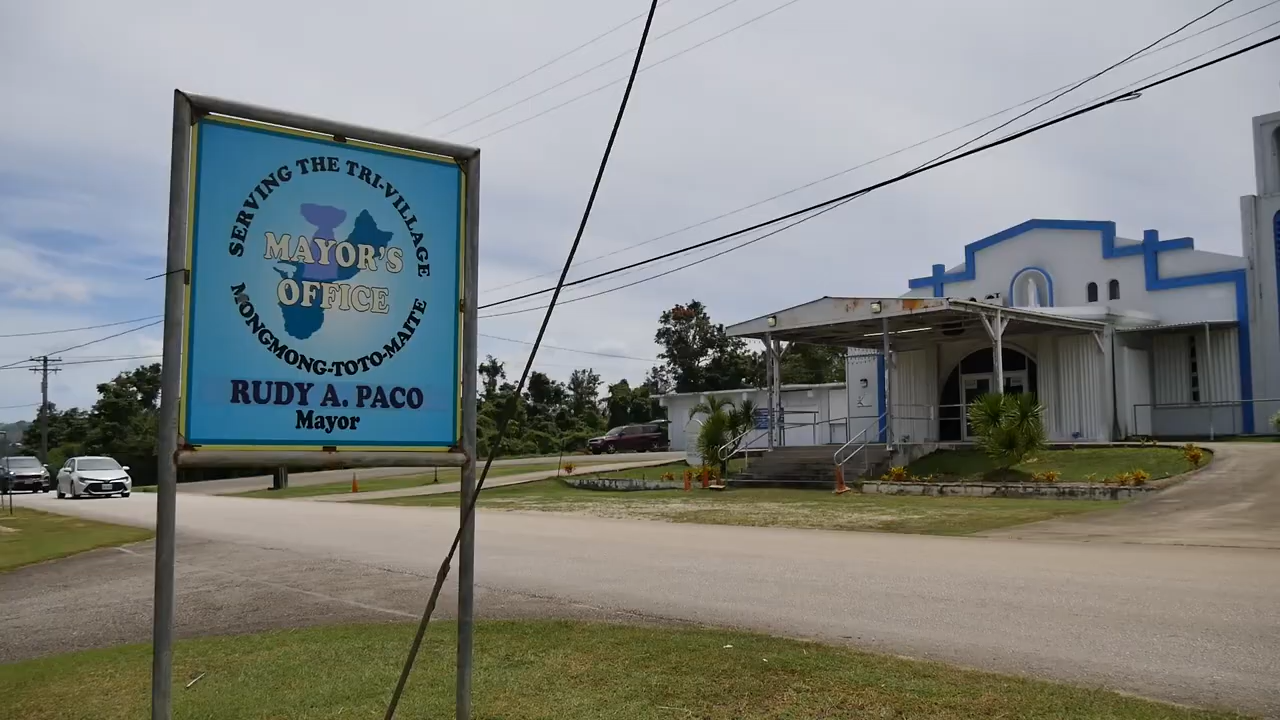 SERVING THE TRI-VILLAGE
MAYOR'S
OFFICE
MONGMONG-TOTO-MAITE
RUDY A. PACO
Mayor